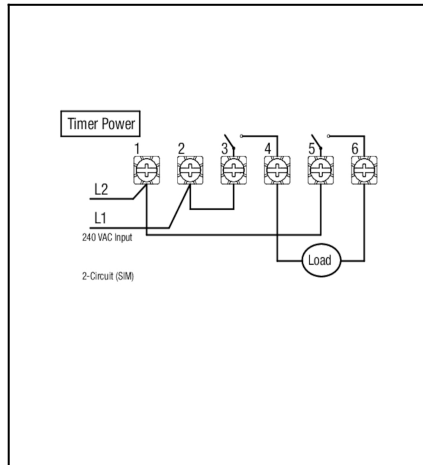 Timer Power
1 2 3 4 5 6
L2
L1
240 VAC Input
Load
2-Circuit (SIM)